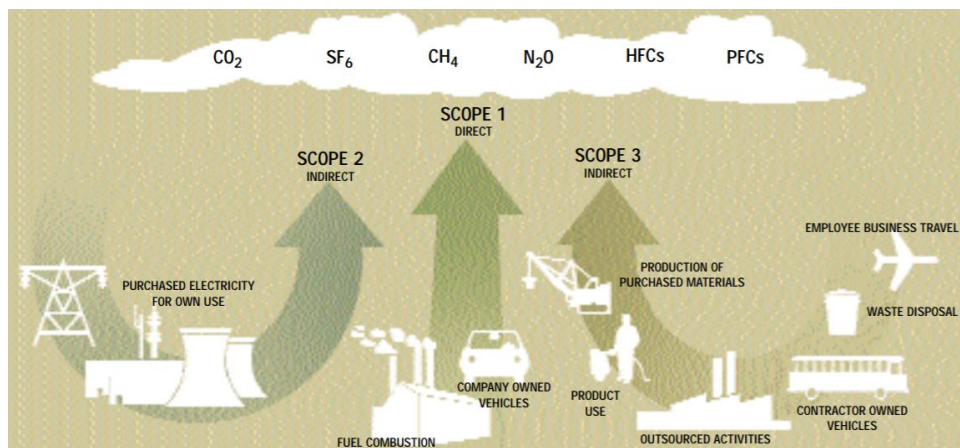 CO₂ SF₆ CH₄ N₂O HFCs PFCs
SCOPE 1
DIRECT
SCOPE 2
INDIRECT
SCOPE 3
INDIRECT
EMPLOYEE BUSINESS TRAVEL
PURCHASED ELECTRICITY
FOR OWN USE
PRODUCTION OF
PURCHASED MATERIALS
WASTE DISPOSAL
COMPANY OWNED
VEHICLES
PRODUCT
USE
CONTRACTOR OWNED
VEHICLES
FUEL COMBUSTION
OUTSOURCED ACTIVITIES